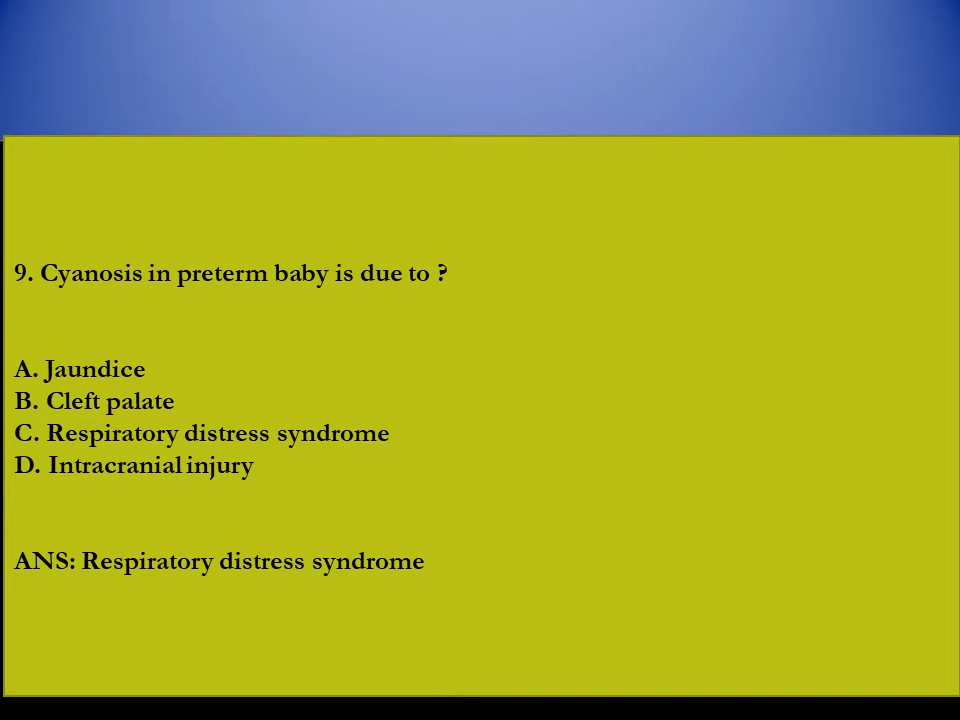 9. Cyanosis in preterm baby is due to ?
A. Jaundice
B. Cleft palate
C. Respiratory distress syndrome
D. Intracranial injury
ANS: Respiratory distress syndrome